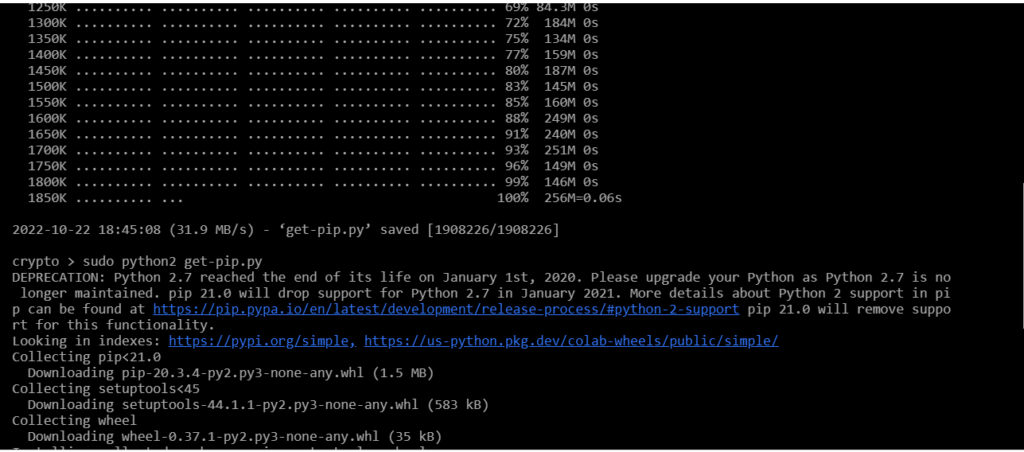 1250K .......... .......... .......... .......... .......... 69% 84.3M 0s
1300K .......... .......... .......... .......... .......... 72%  184M 0s
1350K .......... .......... .......... .......... .......... 75%  134M 0s
1400K .......... .......... .......... .......... .......... 77%  159M 0s
1450K .......... .......... .......... .......... .......... 80%  187M 0s
1500K .......... .......... .......... .......... .......... 83%  145M 0s
1550K .......... .......... .......... .......... .......... 85%  160M 0s
1600K .......... .......... .......... .......... .......... 88%  249M 0s
1650K .......... .......... .......... .......... .......... 91%  240M 0s
1700K .......... .......... .......... .......... .......... 93%  251M 0s
1750K .......... .......... .......... .......... .......... 96%  149M 0s
1800K .......... .......... .......... .......... .......... 99%  146M 0s
1850K .......... ...                                        100%  256M=0.06s
2022-10-22 18:45:08 (31.9 MB/s) - ‘get-pip.py’ saved [1908226/1908226]
crypto > sudo python2 get-pip.py
DEPRECATION: Python 2.7 reached the end of its life on January 1st, 2020. Please upgrade your Python as Python 2.7 is no
longer maintained. pip 21.0 will drop support for Python 2.7 in January 2021. More details about Python 2 support in pi
p can be found at https://pip.pypa.io/en/latest/development/release-process/#python-2-support pip 21.0 will remove suppo
rt for this functionality.
Looking in indexes: https://pypi.org/simple, https://us-python.pkg.dev/colab-wheels/public/simple/
Collecting pip<21.0
Downloading pip-20.3.4-py2.py3-none-any.whl (1.5 MB)
Collecting setuptools<45
Downloading setuptools-44.1.1-py2.py3-none-any.whl (583 kB)
Collecting wheel
Downloading wheel-0.37.1-py2.py3-none-any.whl (35 kB)